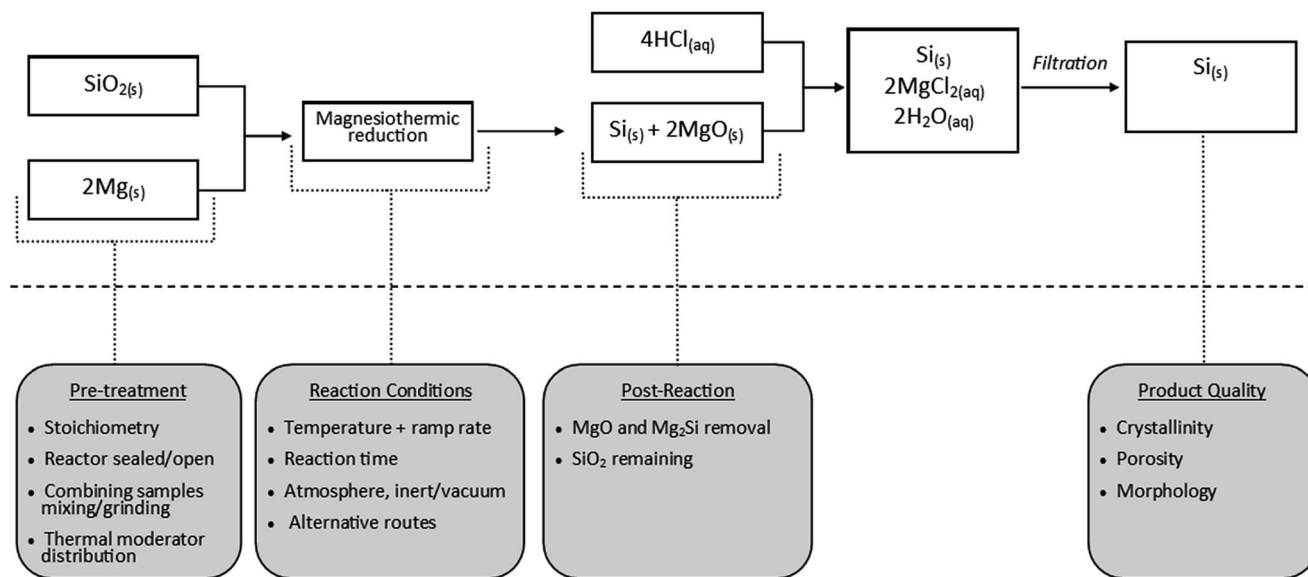 SiO₂₍ₛ₎
2Mg₍ₛ₎
Magnesiothermic
reduction
4HCl₍aq₎
Si₍ₛ₎ + 2MgO₍ₛ₎
Si₍ₛ₎
2MgCl₂₍aq₎
2H₂O₍aq₎
Filtration
Si₍ₛ₎
Pre-treatment
• Stoichiometry
• Reactor sealed/open
• Combining samples
mixing/grinding
• Thermal moderator
distribution
Reaction Conditions
• Temperature + ramp rate
• Reaction time
• Atmosphere, inert/vacuum
• Alternative routes
Post-Reaction
• MgO and Mg₂Si removal
• SiO₂ remaining
Product Quality
• Crystallinity
• Porosity
• Morphology